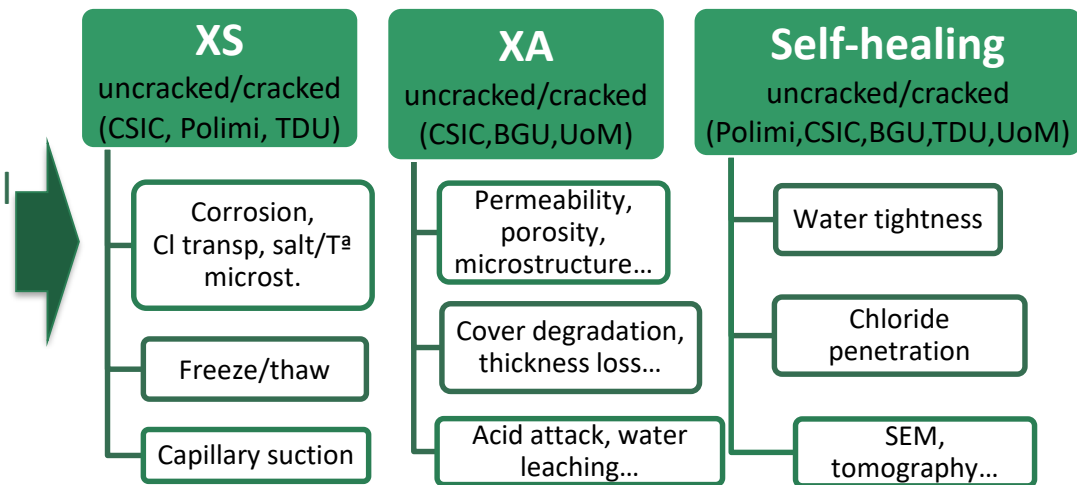 XS
uncracked/cracked
(CSIC, Polimi, TDU)
Corrosion,
Cl transp, salt/Tª
microst.
Freeze/thaw
Capillary suction
XA
uncracked/cracked
(CSIC,BGU,UoM)
Permeability,
porosity,
microstructure…
Cover degradation,
thickness loss…
Acid attack, water
leaching…
Self-healing
uncracked/cracked
(Polimi,CSIC,BGU,TDU,UoM)
Water tightness
Chloride
penetration
SEM,
tomography…